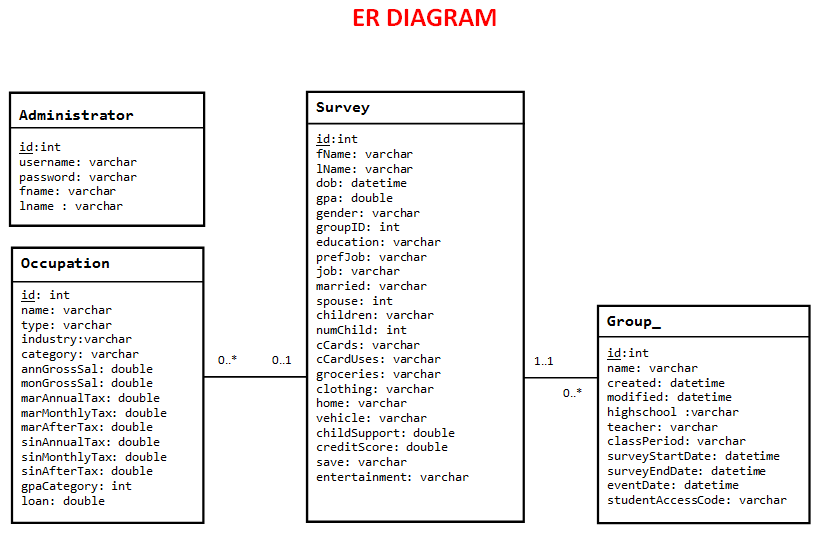 ER DIAGRAM
Administrator
id:int
username: varchar
password: varchar
fname: varchar
lname : varchar
Occupation
id: int
name: varchar
type: varchar
industry:varchar
category: varchar
annGrossSal: double
monGrossSal: double
marAnnualTax: double
marMonthlyTax: double
marAfterTax: double
sinAnnualTax: double
sinMonthlyTax: double
sinAfterTax: double
gpaCategory: int
loan: double
0..*
0..1
Survey
id:int
fName: varchar
lName: varchar
dob: datetime
gpa: double
gender: varchar
groupID: int
education: varchar
prefJob: varchar
job: varchar
married: varchar
spouse: int
children: varchar
numChild: int
cCards: varchar
cCardUses: varchar
groceries: varchar
clothing: varchar
home: varchar
vehicle: varchar
childSupport: double
creditScore: double
save: varchar
entertainment: varchar
1..1
0..*
Group_
id:int
name: varchar
created: datetime
modified: datetime
highschool :varchar
teacher: varchar
classPeriod: varchar
surveyStartDate: datetime
surveyEndDate: datetime
eventDate: datetime
studentAccessCode: varchar